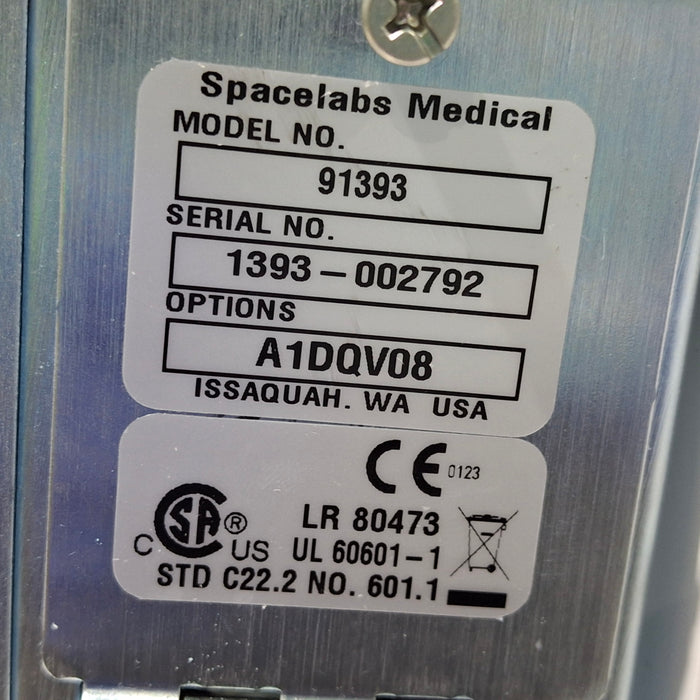 Spacelabs Medical
MODEL NO.
91393
SERIAL NO.
1393-002792
OPTIONS
A1DQV08
ISSAQUAH. WA USA
CE 0123
CSA ®
C US
LR 80473
UL 60601-1
STD C22.2 NO. 601.1